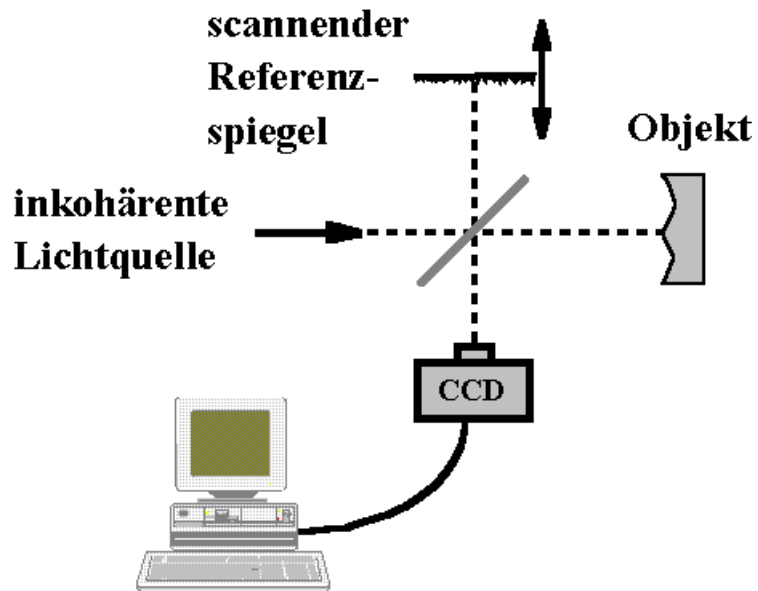 scannender
Referenz-
spiegel
Objekt
inkohärente
Lichtquelle
CCD